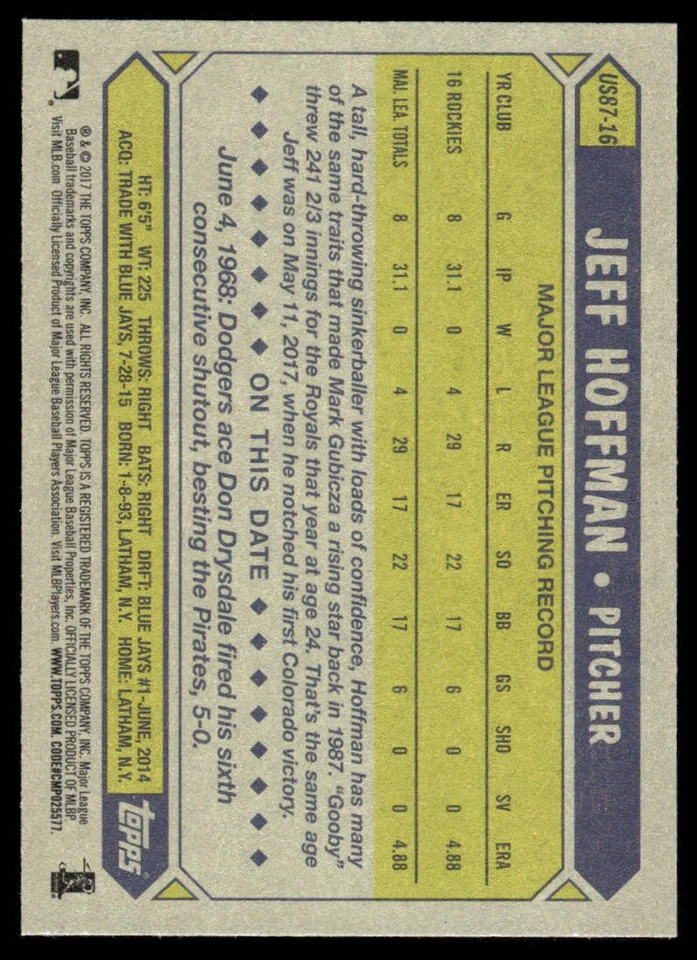 US87-16
JEFF HOFFMAN • PITCHER
MAJOR LEAGUE PITCHING RECORD
YR CLUB G IP W L R ER SO BB GS SHO SV ERA
16 ROCKIES 8 31.1 0 4 29 17 22 17 6 0 0 4.88
MAJ. LEA. TOTALS 8 31.1 0 4 29 17 22 17 6 0 0 4.88
A tall, hard-throwing sinkerballer with loads of confidence, Hoffman has many
of the same traits that made Mark Gubicza a rising star back in 1987. "Gooby"
threw 241 2/3 innings for the Royals that year at age 24. That's the same age
Jeff was on May 11, 2017, when he notched his first Colorado victory.
ON THIS DATE
June 4, 1968: Dodgers ace Don Drysdale fired his sixth
consecutive shutout, besting the Pirates, 5-0.
HT: 6'5" WT: 225 THROWS: RIGHT BATS: RIGHT DRFT: BLUE JAYS #1-JUNE, 2014
ACQ: TRADE WITH BLUE JAYS, 7-28-15 BORN: 1-8-93, LATHAM, N.Y. HOME: LATHAM, N.Y.
TOPPS
® & © 2017 THE TOPPS COMPANY, INC. ALL RIGHTS RESERVED. TOPPS IS A REGISTERED TRADEMARK OF THE TOPPS COMPANY, INC. Major League
Baseball trademarks and copyrights are used with permission of Major League Baseball Properties, Inc. OFFICIALLY LICENSED PRODUCT OF MLBP.
Visit MLB.com Officially Licensed Product of Major League Baseball Players Association. Visit MLBPlayers.com. WWW.TOPPS.COM. CODE#CMP025577.